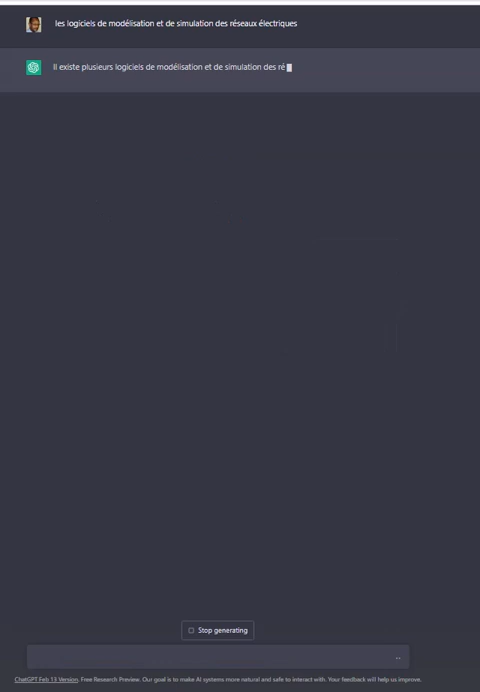 les logiciels de modélisation et de simulation des réseaux électriques
Il existe plusieurs logiciels de modélisation et de simulation des ré
Stop generating
ChatGPT Feb 13 Version. Free Research Preview. Our goal is to make AI systems more natural and safe to interact with. Your feedback will help us improve.